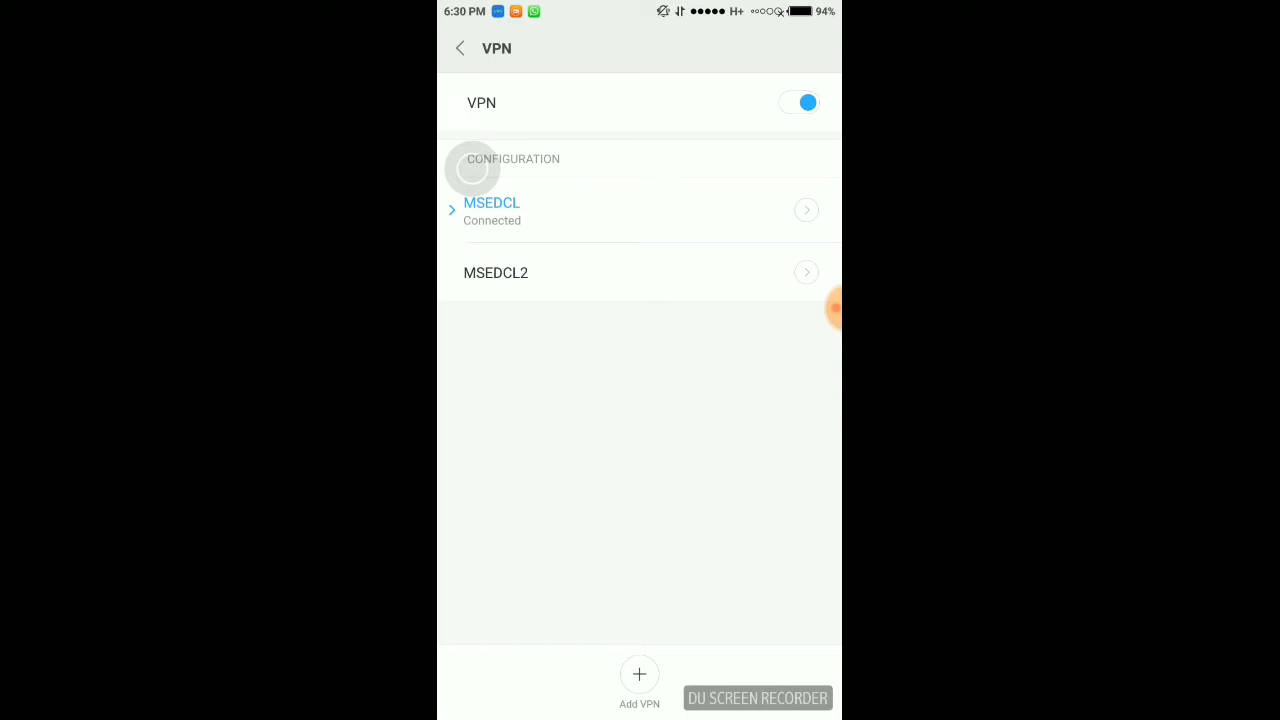 6:30 PM H+ 94%
VPN
VPN
CONFIGURATION
MSEDCL
Connected
MSEDCL2
Add VPN
DU SCREEN RECORDER